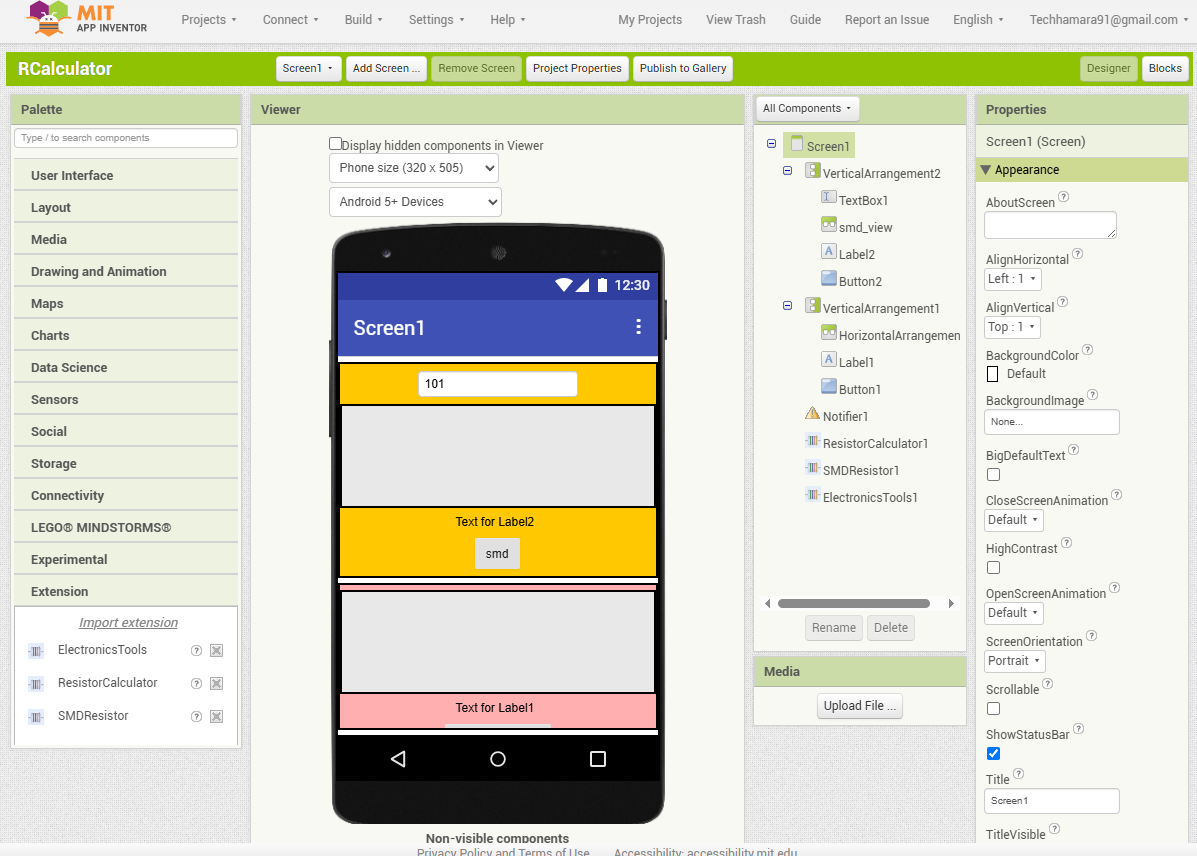 MIT
APP INVENTOR
Projects
Connect
Build
Settings
Help
My Projects
View Trash
Guide
Report an Issue
English
Techhamara91@gmail.com
RCalculator
Screen1
Add Screen ...
Remove Screen
Project Properties
Publish to Gallery
Designer
Blocks
Palette
Type / to search components
User Interface
Layout
Media
Drawing and Animation
Maps
Charts
Data Science
Sensors
Social
Storage
Connectivity
LEGO® MINDSTORMS®
Experimental
Extension
Import extension
ElectronicsTools
ResistorCalculator
SMDResistor
Viewer
Display hidden components in Viewer
Phone size (320 x 505)
Android 5+ Devices
12:30
Screen1
101
Text for Label2
smd
Text for Label1
Non-visible components
All Components
Screen1
VerticalArrangement2
TextBox1
smd_view
Label2
Button2
VerticalArrangement1
HorizontalArrangemen
Label1
Button1
Notifier1
ResistorCalculator1
SMDResistor1
ElectronicsTools1
Rename
Delete
Media
Upload File ...
Properties
Screen1 (Screen)
Appearance
AboutScreen
AlignHorizontal
Left : 1
AlignVertical
Top : 1
BackgroundColor
Default
BackgroundImage
None...
BigDefaultText
CloseScreenAnimation
Default
HighContrast
OpenScreenAnimation
Default
ScreenOrientation
Portrait
Scrollable
ShowStatusBar
Title
Screen1
TitleVisible
Privacy Policy and Terms of Use
Accessibility: accessibility.mit.edu